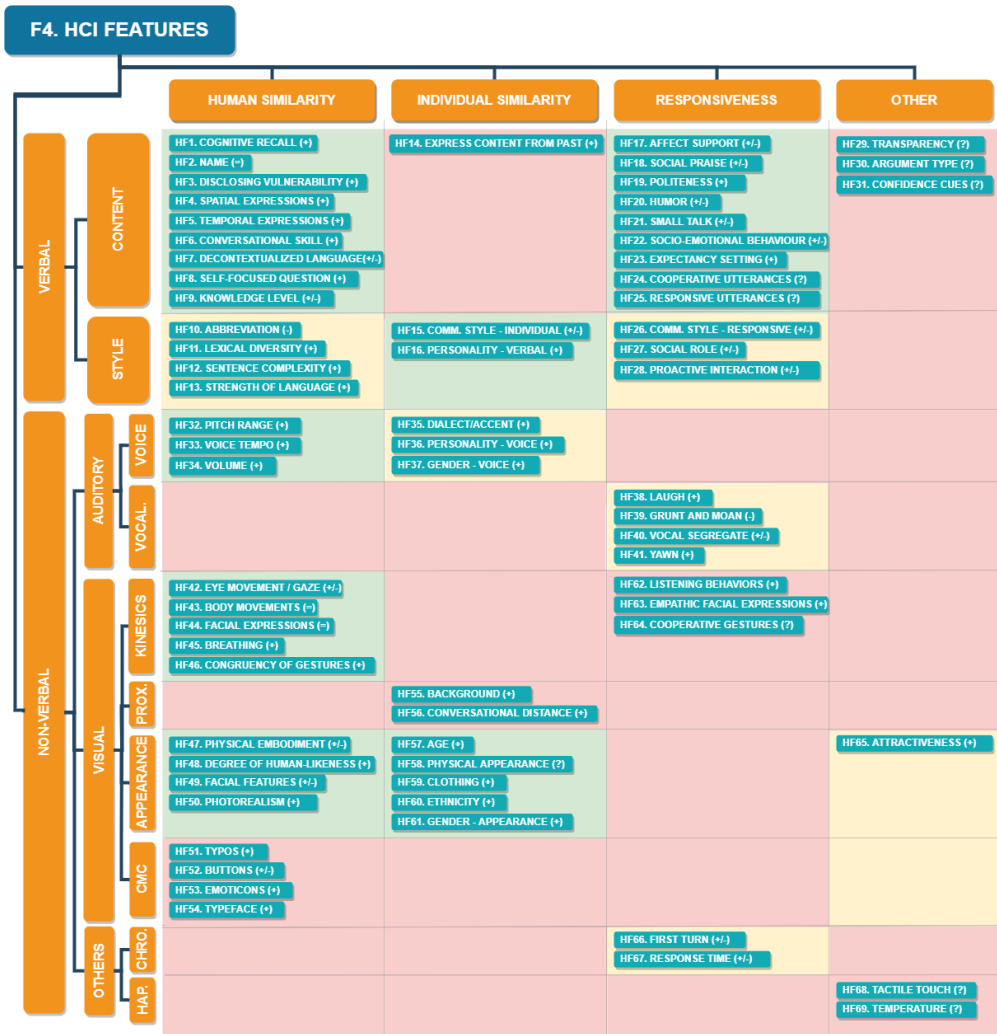 F4. HCI FEATURES
HUMAN SIMILARITY
INDIVIDUAL SIMILARITY
RESPONSIVENESS
OTHER
VERBAL
CONTENT
HF1. COGNITIVE RECALL (+)
HF2. NAME (=)
HF3. DISCLOSING VULNERABILITY (+)
HF4. SPATIAL EXPRESSIONS (+)
HF5. TEMPORAL EXPRESSIONS (+)
HF6. CONVERSATIONAL SKILL (+)
HF7. DECONTEXTUALIZED LANGUAGE(+/-)
HF8. SELF-FOCUSED QUESTION (+)
HF9. KNOWLEDGE LEVEL (+/-)
HF14. EXPRESS CONTENT FROM PAST (+)
HF17. AFFECT SUPPORT (+/-)
HF18. SOCIAL PRAISE (+/-)
HF19. POLITENESS (+)
HF20. HUMOR (+/-)
HF21. SMALL TALK (+/-)
HF22. SOCIO-EMOTIONAL BEHAVIOUR (+/-)
HF23. EXPECTANCY SETTING (+)
HF24. COOPERATIVE UTTERANCES (?)
HF25. RESPONSIVE UTTERANCES (?)
HF29. TRANSPARENCY (?)
HF30. ARGUMENT TYPE (?)
HF31. CONFIDENCE CUES (?)
STYLE
HF10. ABBREVIATION (-)
HF11. LEXICAL DIVERSITY (+)
HF12. SENTENCE COMPLEXITY (+)
HF13. STRENGTH OF LANGUAGE (+)
HF15. COMM. STYLE - INDIVIDUAL (+/-)
HF16. PERSONALITY - VERBAL (+)
HF26. COMM. STYLE - RESPONSIVE (+/-)
HF27. SOCIAL ROLE (+/-)
HF28. PROACTIVE INTERACTION (+/-)
NON-VERBAL
AUDITORY
VOICE
HF32. PITCH RANGE (+)
HF33. VOICE TEMPO (+)
HF34. VOLUME (+)
HF35. DIALECT/ACCENT (+)
HF36. PERSONALITY - VOICE (+)
HF37. GENDER - VOICE (+)
VOCAL.
HF38. LAUGH (+)
HF39. GRUNT AND MOAN (-)
HF40. VOCAL SEGREGATE (+/-)
HF41. YAWN (+)
VISUAL
KINESICS
HF42. EYE MOVEMENT / GAZE (+/-)
HF43. BODY MOVEMENTS (=)
HF44. FACIAL EXPRESSIONS (=)
HF45. BREATHING (+)
HF46. CONGRUENCY OF GESTURES (+)
HF62. LISTENING BEHAVIORS (+)
HF63. EMPATHIC FACIAL EXPRESSIONS (+)
HF64. COOPERATIVE GESTURES (?)
PROX.
HF55. BACKGROUND (+)
HF56. CONVERSATIONAL DISTANCE (+)
APPEARANCE
HF47. PHYSICAL EMBODIMENT (+/-)
HF48. DEGREE OF HUMAN-LIKENESS (+)
HF49. FACIAL FEATURES (+/-)
HF50. PHOTOREALISM (+)
HF57. AGE (+)
HF58. PHYSICAL APPEARANCE (?)
HF59. CLOTHING (+)
HF60. ETHNICITY (+)
HF61. GENDER - APPEARANCE (+)
HF65. ATTRACTIVENESS (+)
CMC
HF51. TYPOS (+)
HF52. BUTTONS (+/-)
HF53. EMOTICONS (+)
HF54. TYPEFACE (+)
OTHERS
CHRO.
HF66. FIRST TURN (+/-)
HF67. RESPONSE TIME (+/-)
HAP.
HF68. TACTILE TOUCH (?)
HF69. TEMPERATURE (?)